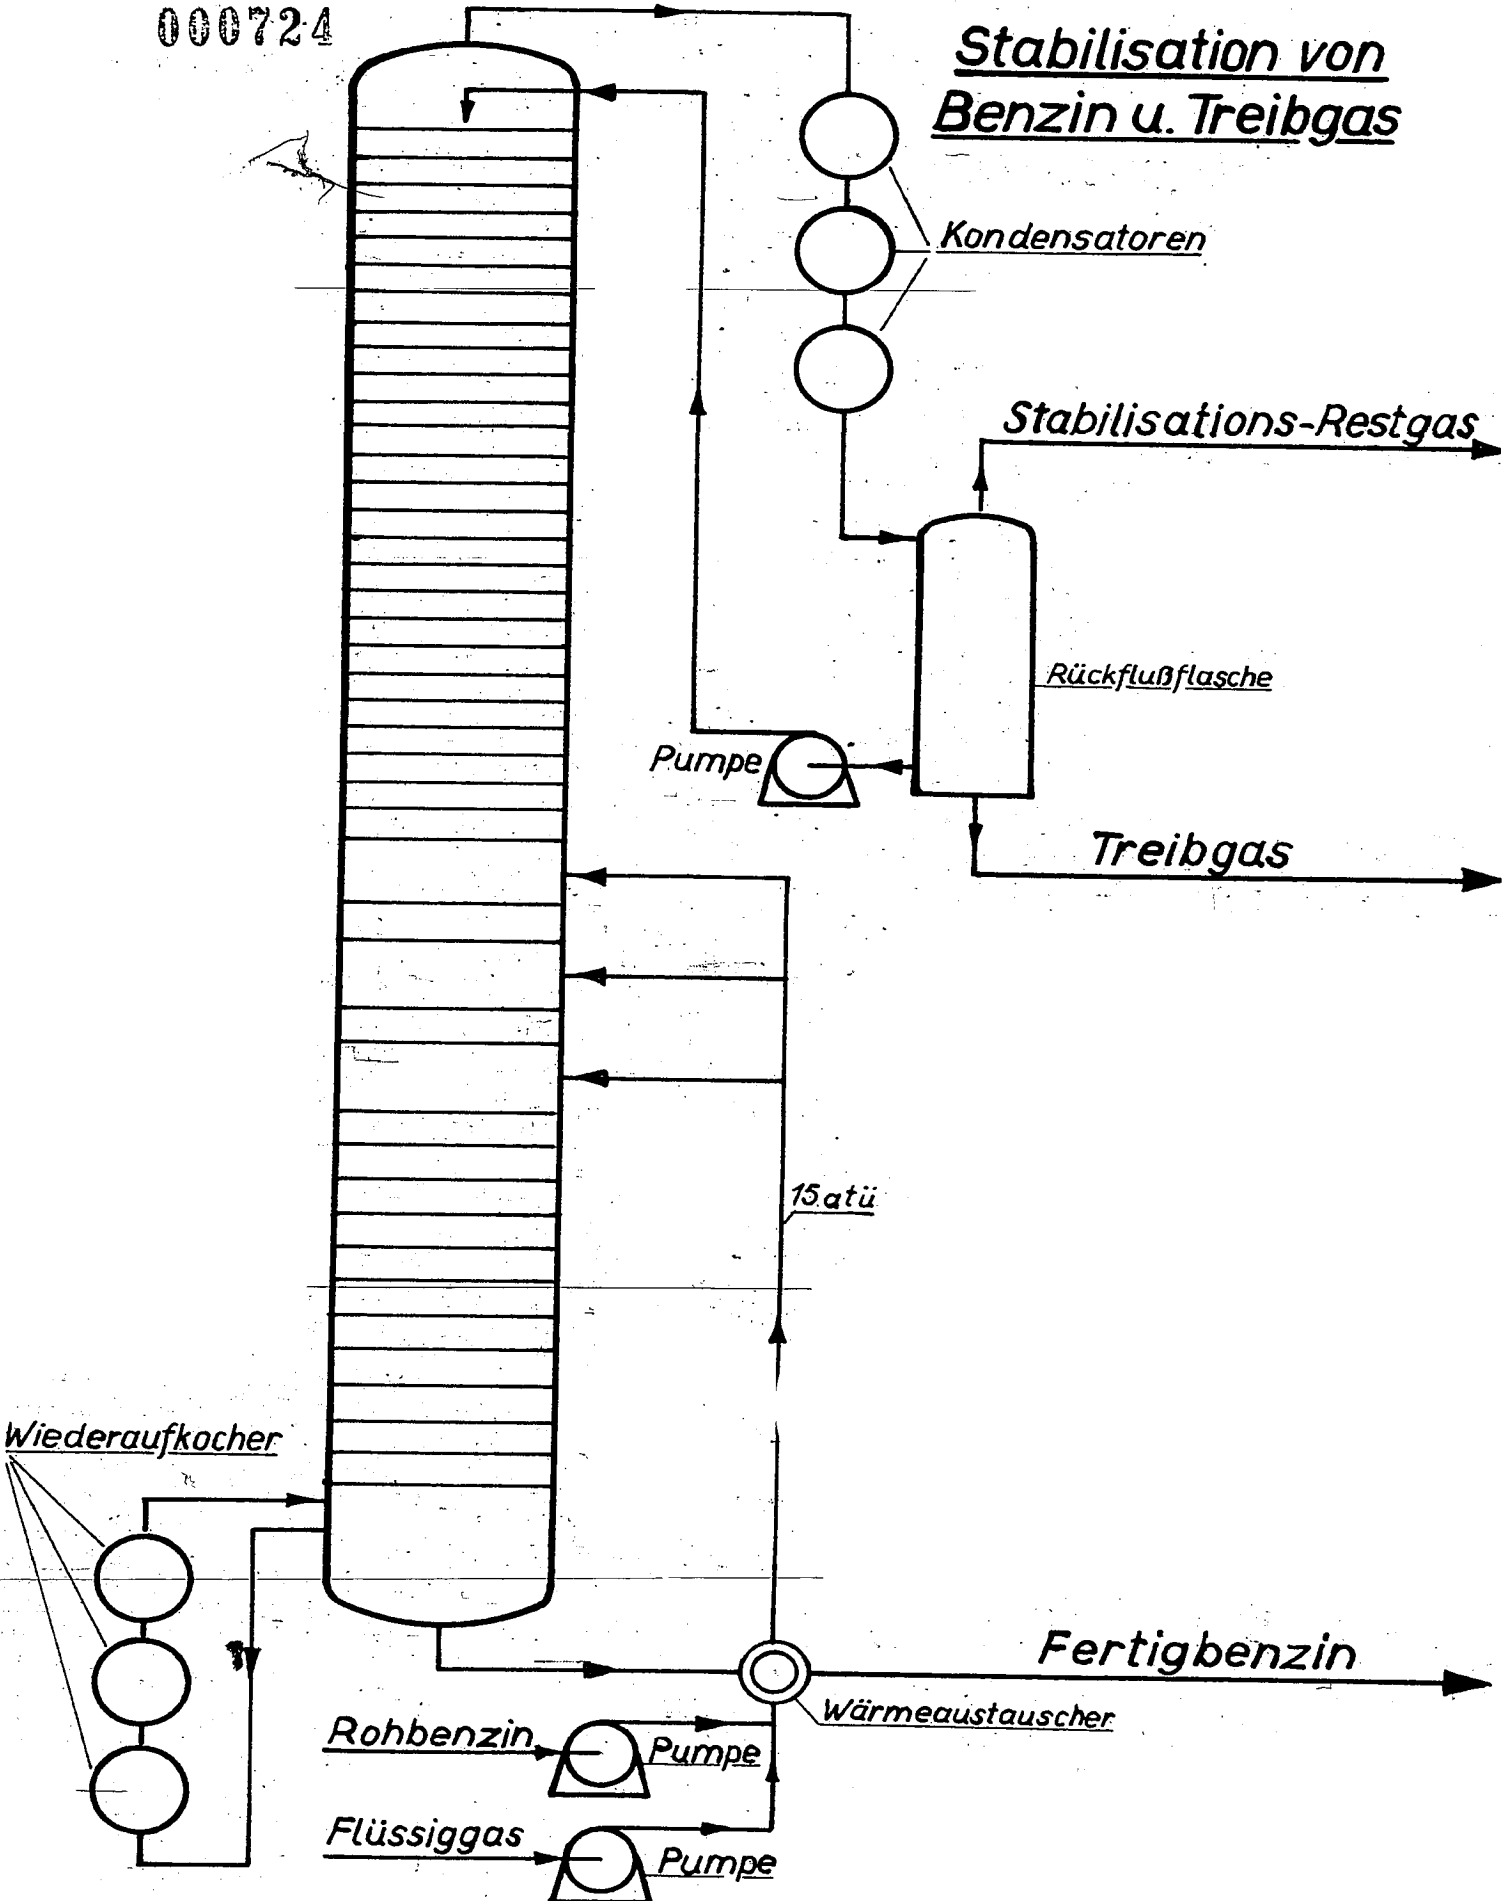 000724
Stabilisation von
Benzin u. Treibgas
Kondensatoren
Stabilisations-Restgas
Rückflußflasche
Pumpe
Treibgas
15 atü
Wiederaufkocher
Fertigbenzin
Wärmeaustauscher
Rohbenzin
Pumpe
Flüssiggas
Pumpe